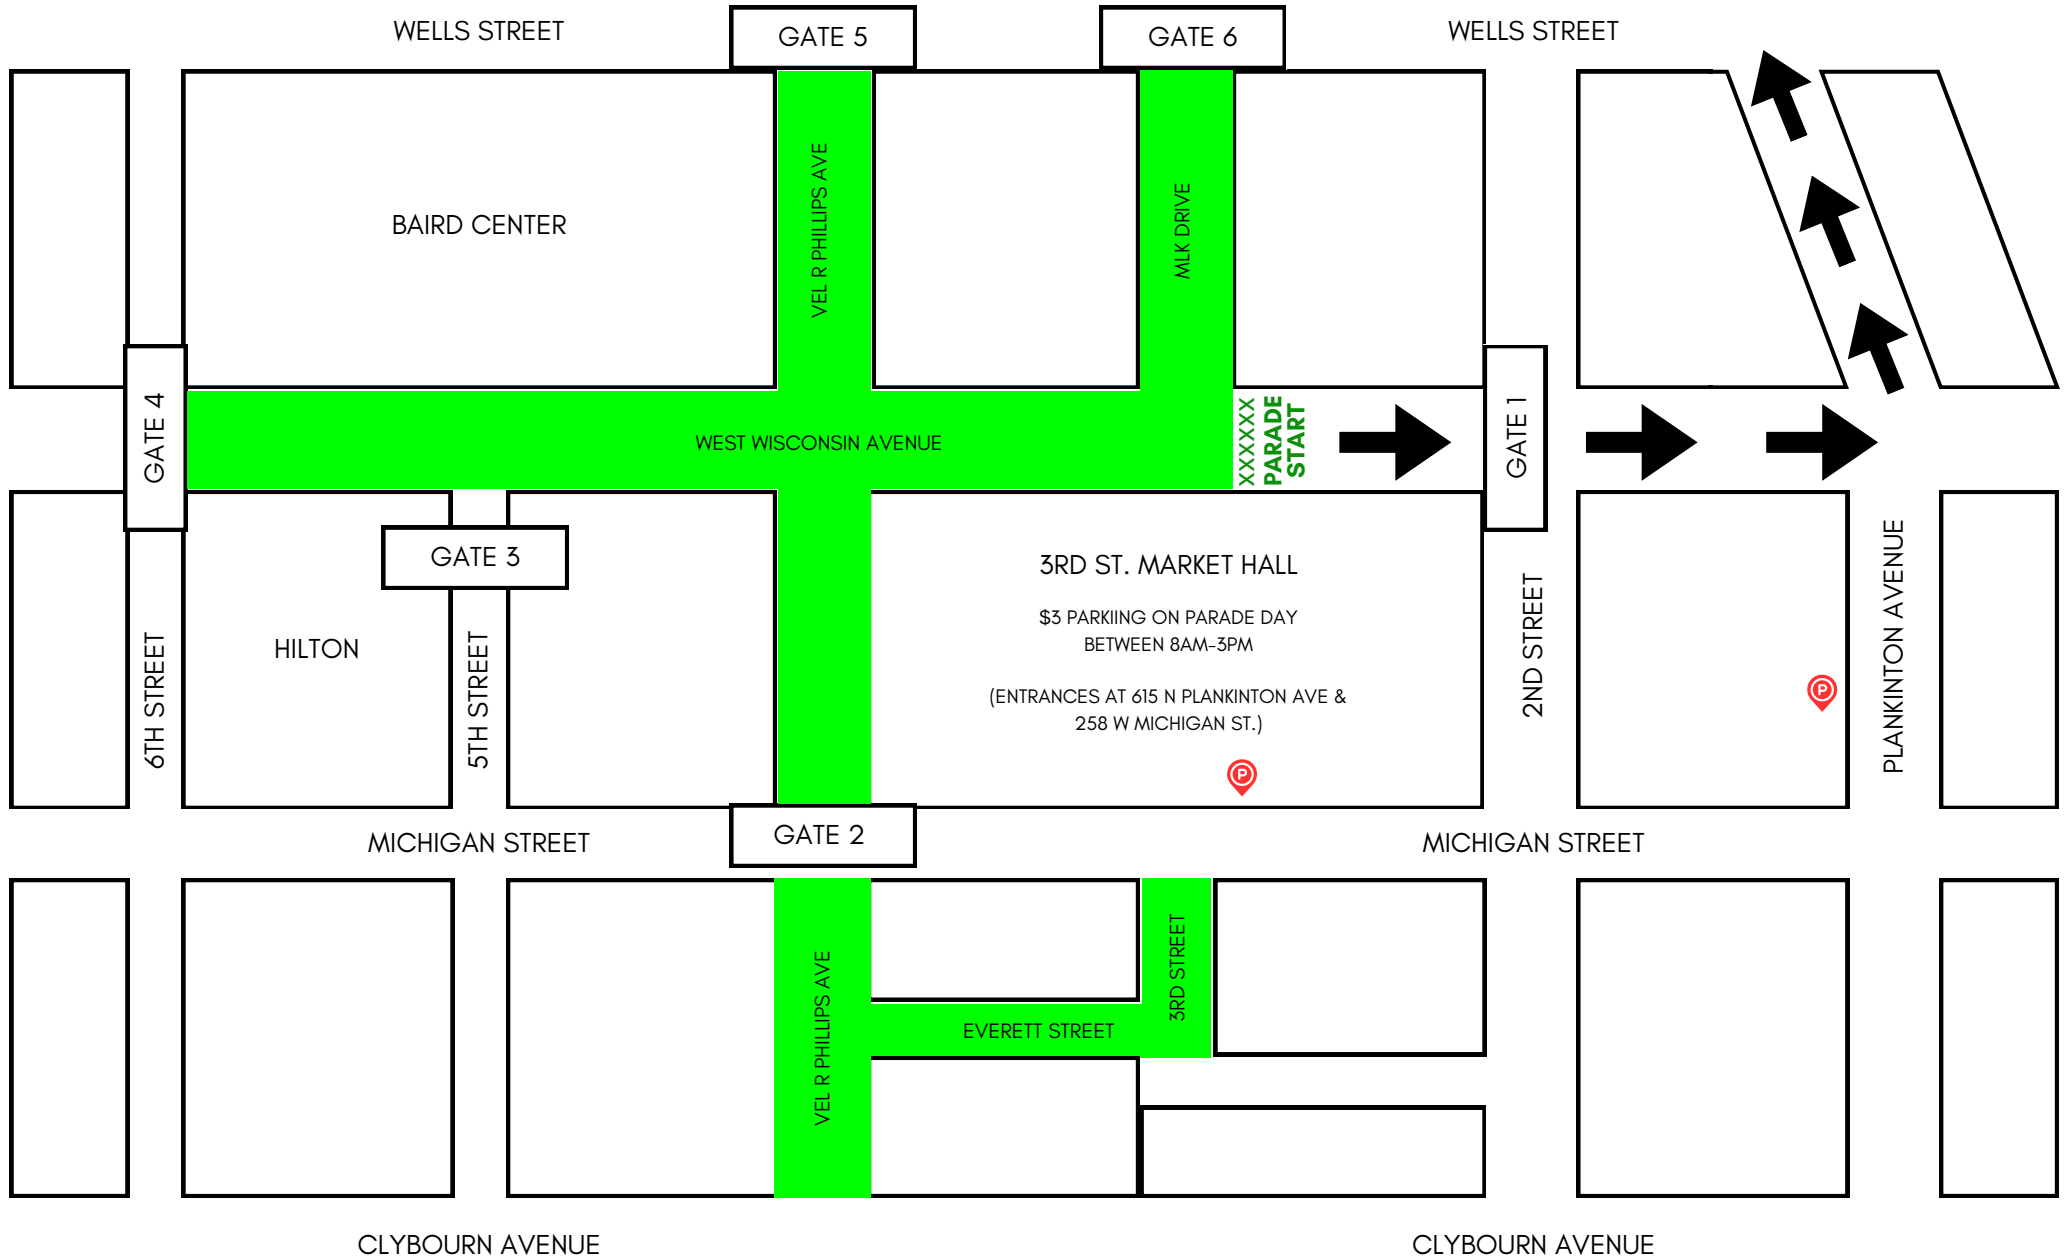 WELLS STREET
GATE 5
GATE 6
WELLS STREET
VEL R PHILLIPS AVE
MLK DRIVE
BAIRD CENTER
GATE 4
WEST WISCONSIN AVENUE
XXXXXXX
PARADE
START
GATE 1
GATE 3
3RD ST. MARKET HALL
$3 PARKIING ON PARADE DAY
BETWEEN 8AM-3PM
(ENTRANCES AT 615 N PLANKINTON AVE &
258 W MICHIGAN ST.)
P
P
HILTON
6TH STREET
5TH STREET
2ND STREET
PLANKINTON AVENUE
MICHIGAN STREET
GATE 2
MICHIGAN STREET
VEL R PHILLIPS AVE
EVERETT STREET
3RD STREET
CLYBOURN AVENUE
CLYBOURN AVENUE